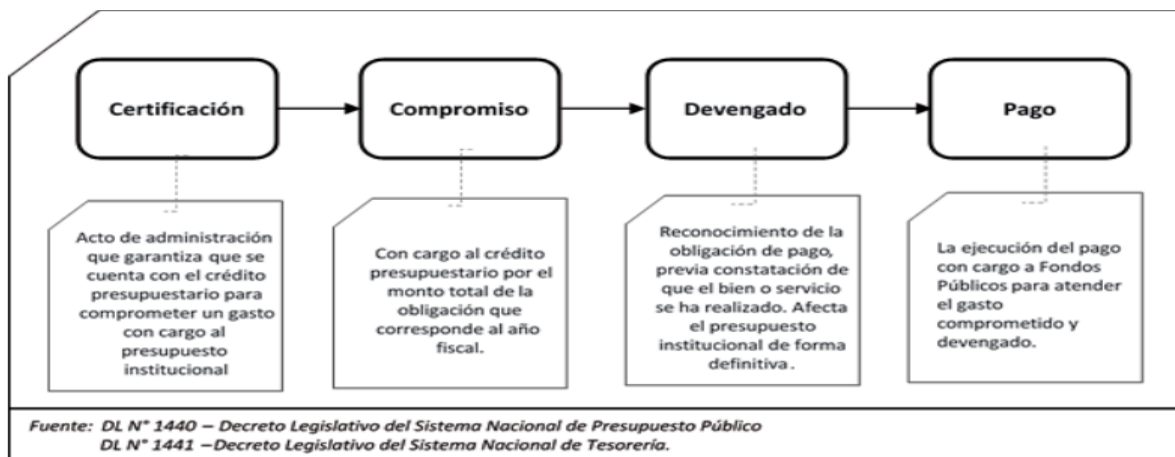 Certificación
Compromiso
Devengado
Pago
Acto de administración
que garantiza que se
cuenta con el crédito
presupuestario para
comprometer un gasto
con cargo al
presupuesto
institucional
Con cargo al crédito
presupuestario por el
monto total de la
obligación que
corresponde al año
fiscal.
Reconocimiento de la
obligación de pago,
previa constatación de
que el bien o servicio
se ha realizado. Afecta
el presupuesto
institucional de forma
definitiva.
La ejecución del pago
con cargo a Fondos
Públicos para atender
el gasto
comprometido y
devengado.
Fuente: DL N° 1440 – Decreto Legislativo del Sistema Nacional de Presupuesto Público
DL N° 1441 –Decreto Legislativo del Sistema Nacional de Tesorería.